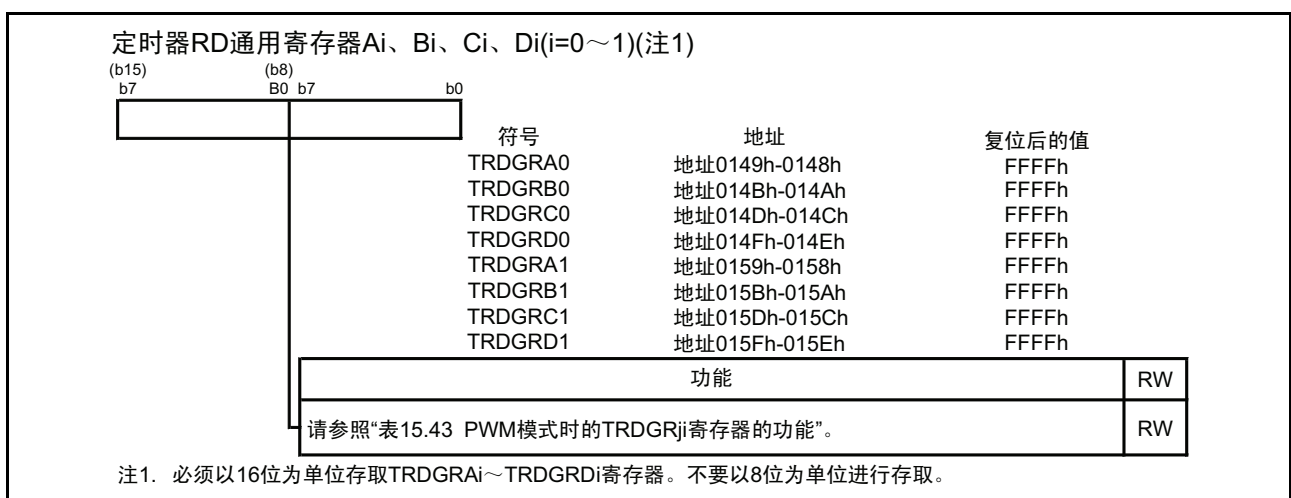 定时器RD通用寄存器Ai、Bi、Ci、Di(i=0～1)(注1)
(b15) (b8)
b7 B0 b7 b0
符号 地址 复位后的值
TRDGRA0 地址0149h-0148h FFFFh
TRDGRB0 地址014Bh-014Ah FFFFh
TRDGRC0 地址014Dh-014Ch FFFFh
TRDGRD0 地址014Fh-014Eh FFFFh
TRDGRA1 地址0159h-0158h FFFFh
TRDGRB1 地址015Bh-015Ah FFFFh
TRDGRC1 地址015Dh-015Ch FFFFh
TRDGRD1 地址015Fh-015Eh FFFFh
功能 RW
请参照“表15.43 PWM模式时的TRDGRji寄存器的功能”。 RW
注1. 必须以16位为单位存取TRDGRAi～TRDGRDi寄存器。不要以8位为单位进行存取。